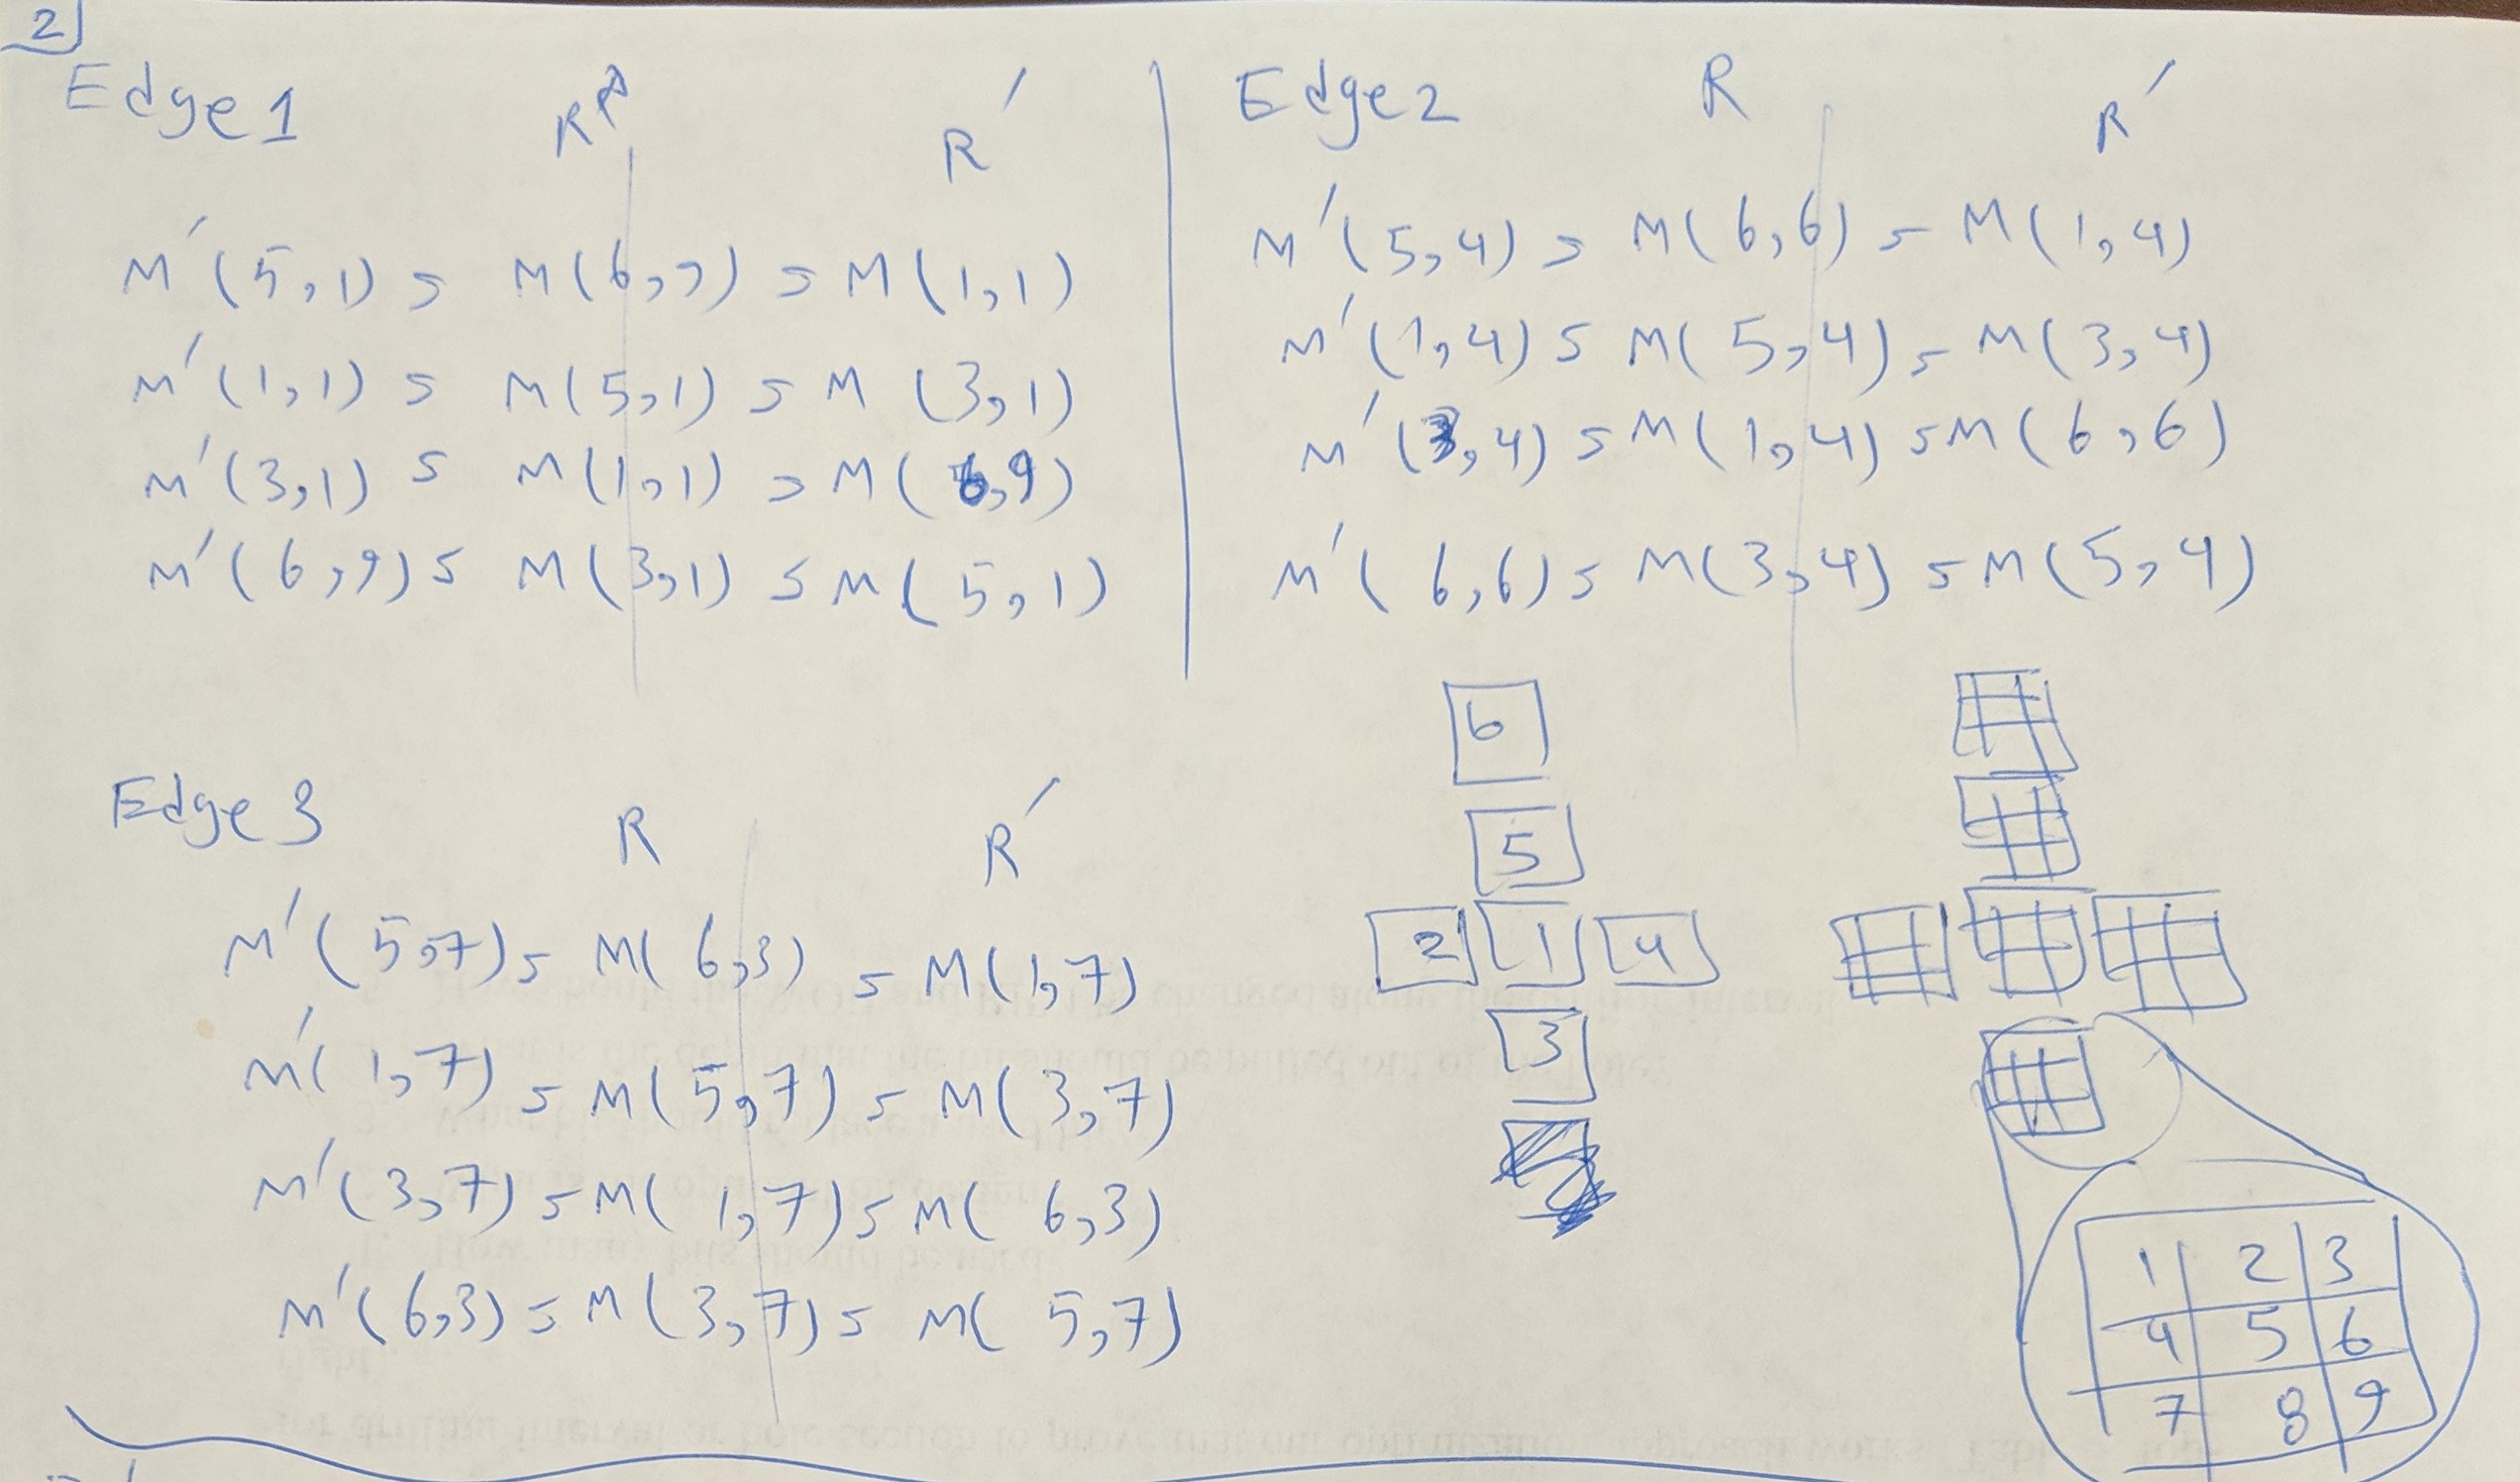 2
Edge 1 R R'
M'(5,1) = M(6,9) = M(1,1)
M'(1,1) = M(5,1) = M(3,1)
M'(3,1) = M(1,1) = M(6,9)
M'(6,9) = M(3,1) = M(5,1)
Edge 2 R R'
M'(5,4) = M(6,6) = M(1,4)
M'(1,4) = M(5,4) = M(3,4)
M'(3,4) = M(1,4) = M(6,6)
M'(6,6) = M(3,4) = M(5,4)
Edge 3 R R'
M'(5,7) = M(6,3) = M(1,7)
M'(1,7) = M(5,7) = M(3,7)
M'(3,7) = M(1,7) = M(6,3)
M'(6,3) = M(3,7) = M(5,7)
6
5
2 1 4
3
1 2 3
4 5 6
7 8 9